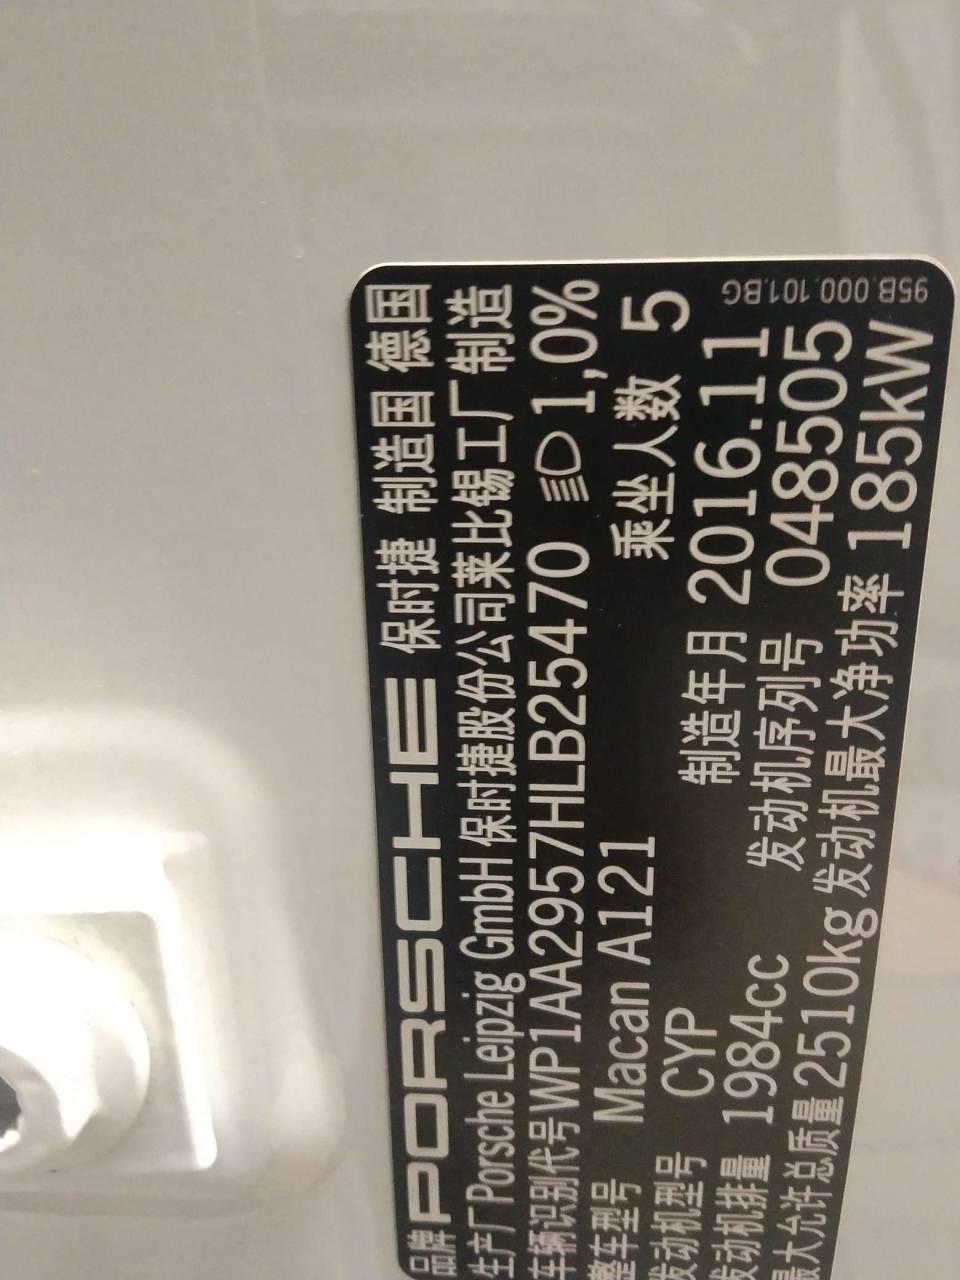 品牌 PORSCHE 保时捷 制造国 德国
生产厂 Porsche Leipzig GmbH 保时捷股份公司莱比锡工厂制造
车辆识别代号 WP1AA2957HLB25470 1,0%
整车型号 Macan A121 乘坐人数 5
发动机型号 CYP 制造年月 2016.11
发动机排量 1984cc 发动机序列号 048505
最大允许总质量 2510kg 发动机最大净功率 185kW
95B.000.101.BG